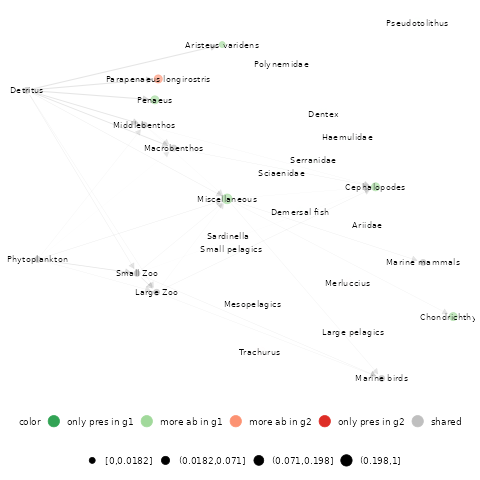 Pseudotolithus
Aristeus varidens
Polynemidae
Parapenaeus longirostris
Detritus
Penaeus
Dentex
Middlebenthos
Haemulidae
Macrobenthos
Serranidae
Sciaenidae
Cephalopodes
Miscellaneous
Demersal fish
Ariidae
Sardinella
Small pelagics
Phytoplankton
Marine mammals
Small Zoo
Merluccius
Large Zoo
Mesopelagics
Chondrichthy
Large pelagics
Trachurus
Marine birds
color only pres in g1 more ab in g1 more ab in g2 only pres in g2 shared
[0,0.0182] (0.0182,0.071] (0.071,0.198] (0.198,1]